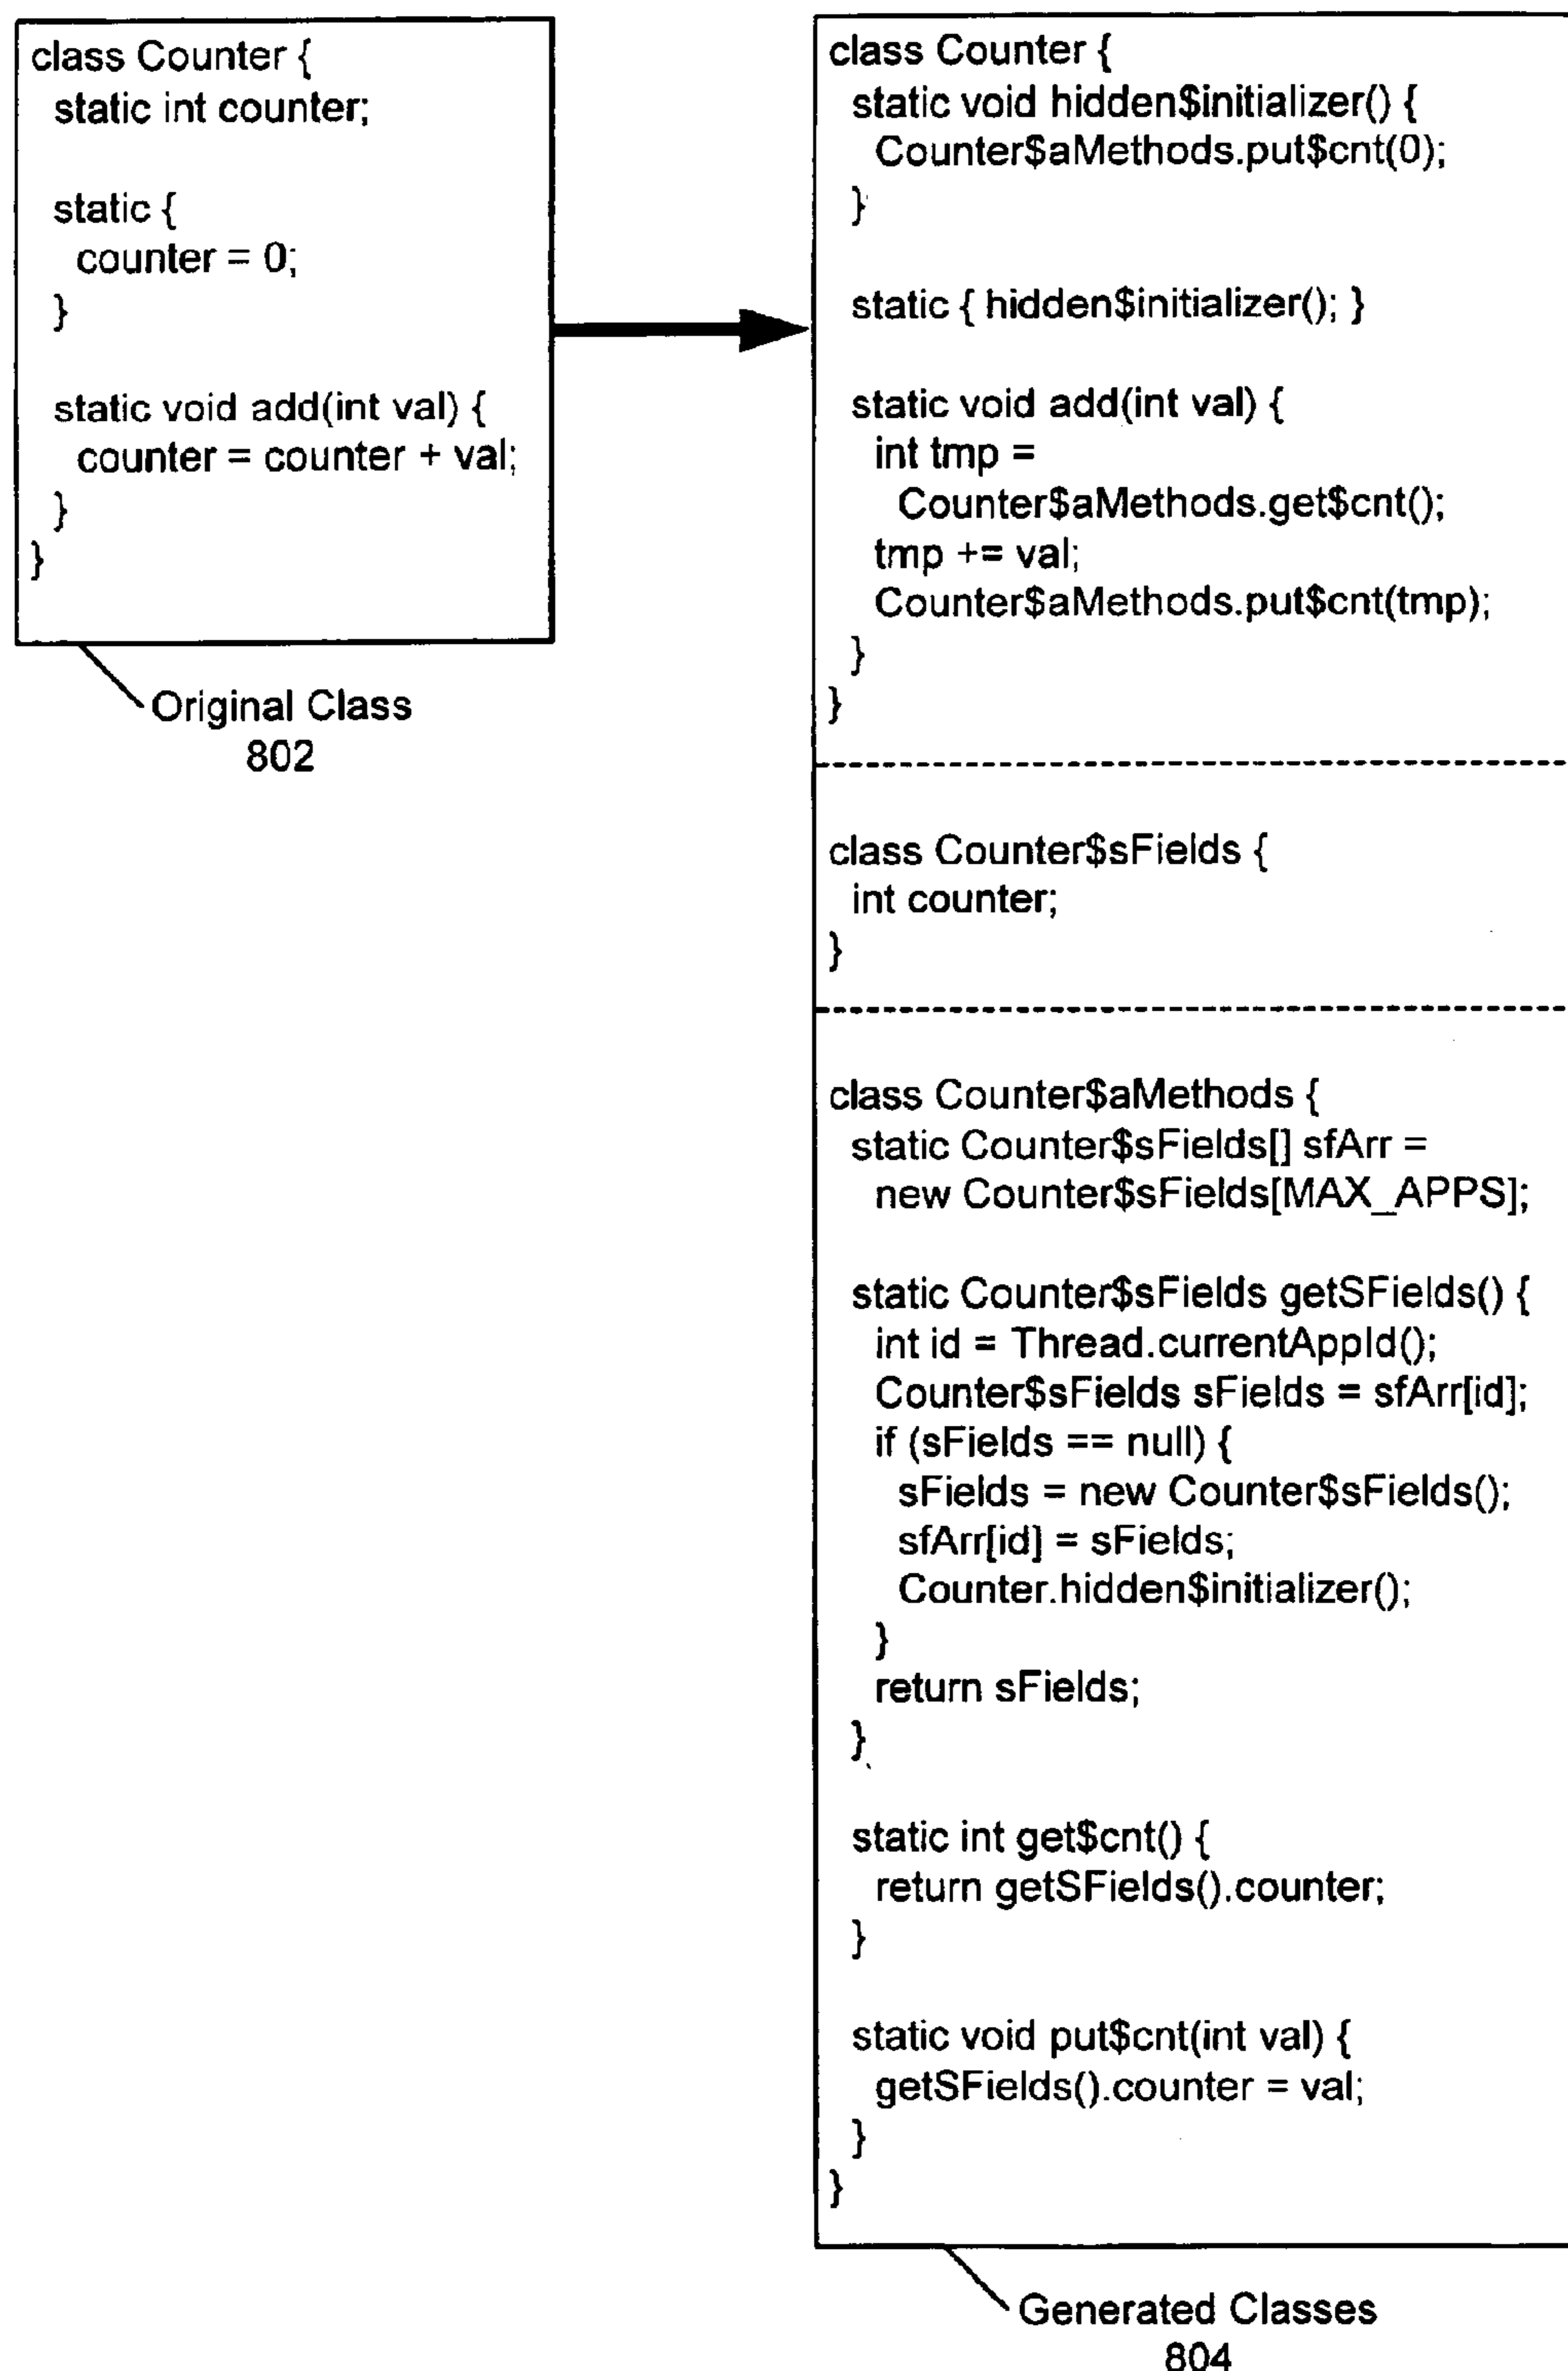 class Counter {
static int counter;
static {
counter = 0;
}
static void add(int val) {
counter = counter + val;
}
}
Original Class
802
class Counter {
static void hidden$initializer() {
Counter$aMethods.put$cnt(0);
}
static { hidden$initializer(); }
static void add(int val) {
int tmp =
Counter$aMethods.get$cnt();
tmp += val;
Counter$aMethods.put$cnt(tmp);
}
}
class Counter$sFields {
int counter;
}
class Counter$aMethods {
static Counter$sFields[] sfArr =
new Counter$sFields[MAX_APPS];
static Counter$sFields getSFields() {
int id = Thread.currentAppId();
Counter$sFields sFields = sfArr[id];
if (sFields == null) {
sFields = new Counter$sFields();
sfArr[id] = sFields;
Counter.hidden$initializer();
}
return sFields;
}
static int get$cnt() {
return getSFields().counter;
}
static void put$cnt(int val) {
getSFields().counter = val;
}
}
Generated Classes
804